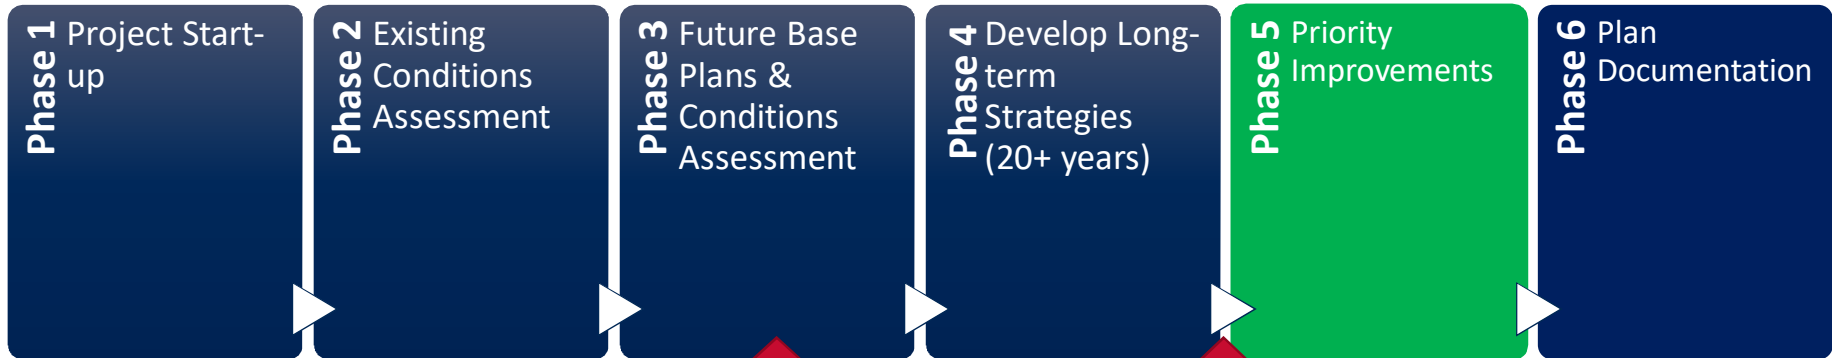 Phase 1
Project Start-
up
Phase 2
Existing
Conditions
Assessment
Phase 3
Future Base
Plans &
Conditions
Assessment
Phase 4
Develop Long-
term
Strategies
(20+ years)
Phase 5
Priority
Improvements
Phase 6
Plan
Documentation